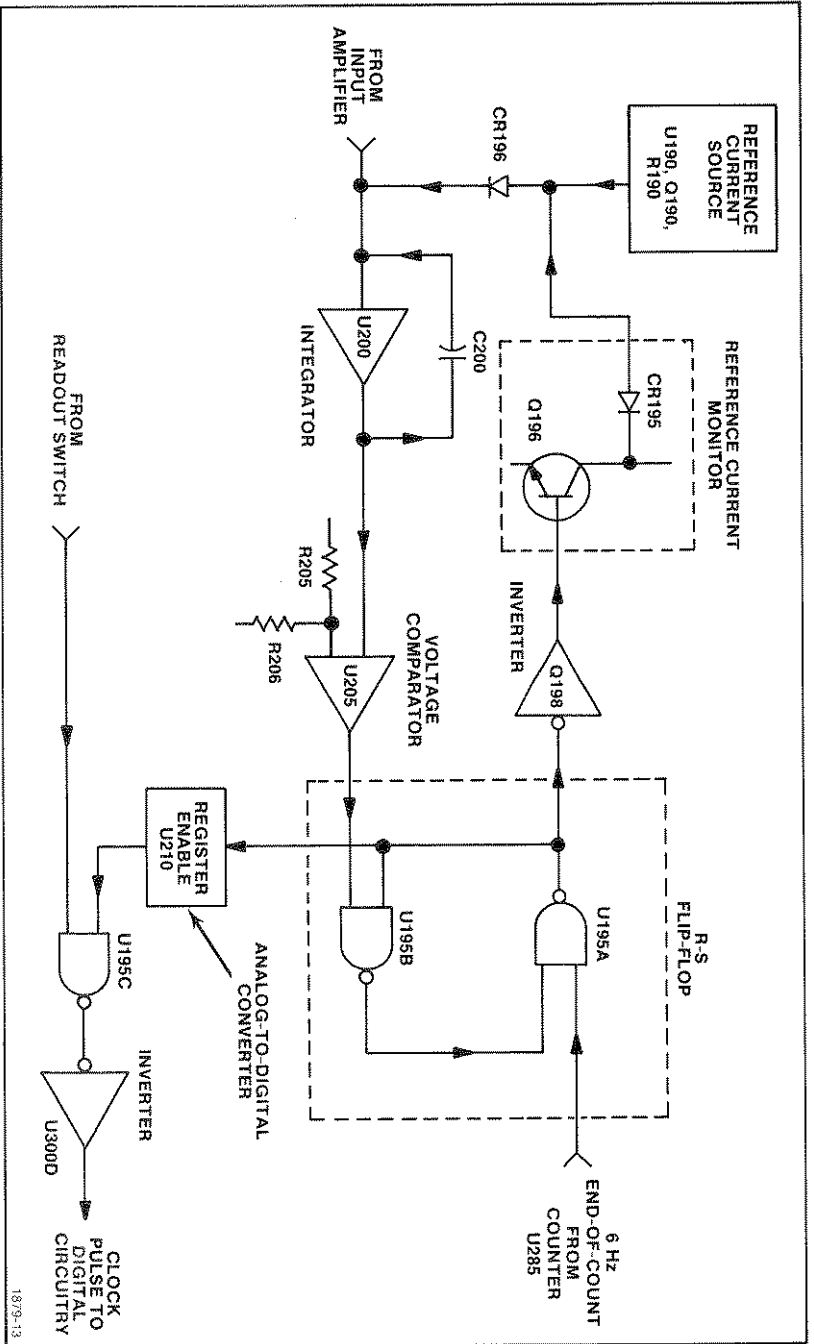 REFERENCE
CURRENT
SOURCE
U190, Q190,
R190
REFERENCE CURRENT
MONITOR
CR195
Q196
CR196
INVERTER
Q198
R-S
FLIP-FLOP
U195A
6 Hz
END-OF-COUNT
FROM
COUNTER
U285
FROM
INPUT
AMPLIFIER
C200
U200
INTEGRATOR
R205
R206
VOLTAGE
COMPARATOR
U205
U195B
REGISTER
ENABLE
U210
ANALOG-TO-DIGITAL
CONVERTER
FROM
READOUT SWITCH
U195C
INVERTER
U300D
CLOCK
PULSE TO
DIGITAL
CIRCUITRY
1879-13